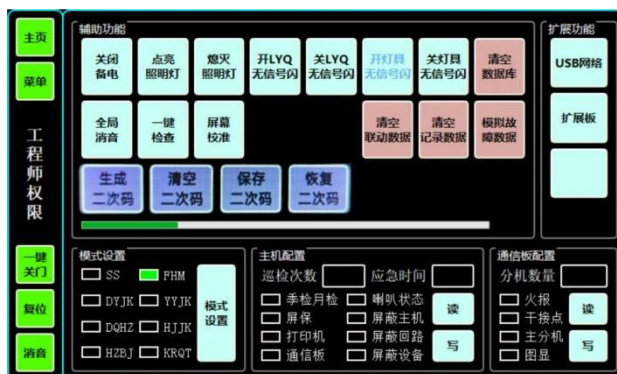 主页
菜单
工程师权限
一键
关门
复位
消音
辅助功能
关闭
备电
点亮
照明灯
熄灭
照明灯
开LYQ
无信号闪
关LYQ
无信号闪
开灯具
无信号闪
关灯具
无信号闪
清空
数据库
全局
消音
一键
检查
屏幕
校准
清空
联动数据
清空
记录数据
模拟故
障数据
生成
二次码
清空
二次码
保存
二次码
恢复
二次码
扩展功能
USB网络
扩展板
模式设置
SS
FHM
DYJK
YYJK
DQHZ
HJJK
HZBJ
KRQT
模式
设置
主机配置
巡检次数
应急时间
季检月检
喇叭状态
屏保
屏蔽主机
打印机
屏蔽回路
通信板
屏蔽设备
读
写
通信板配置
分机数量
火报
干接点
主分机
图显
读
写